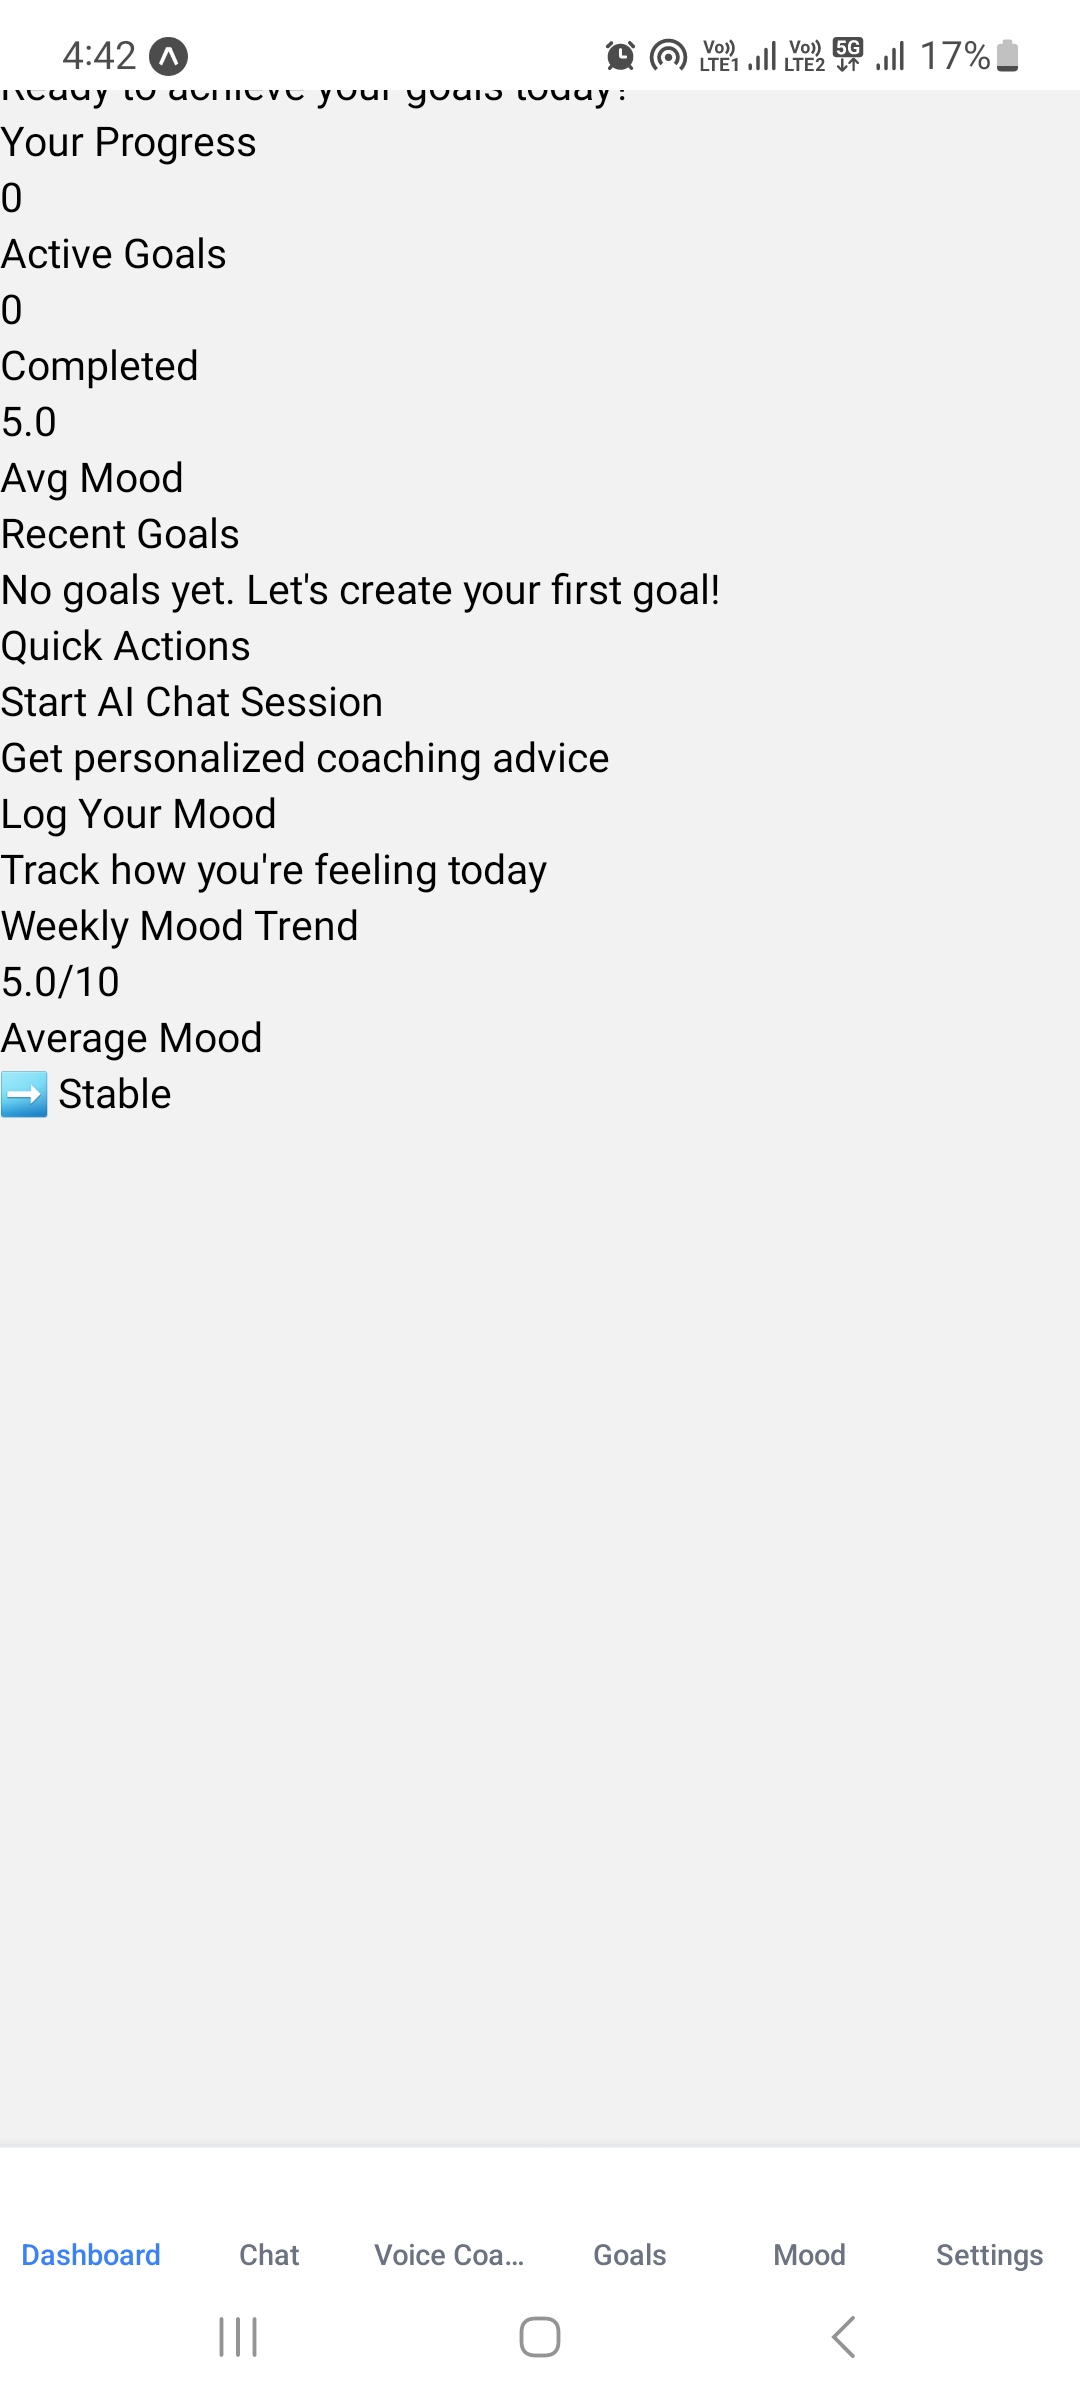 4:42
Vo)) LTE1 Vo)) LTE2 5G 17%
Ready to achieve your goals today?
Your Progress
0
Active Goals
0
Completed
5.0
Avg Mood
Recent Goals
No goals yet. Let's create your first goal!
Quick Actions
Start AI Chat Session
Get personalized coaching advice
Log Your Mood
Track how you're feeling today
Weekly Mood Trend
5.0/10
Average Mood
➡️ Stable
Dashboard Chat Voice Coa... Goals Mood Settings